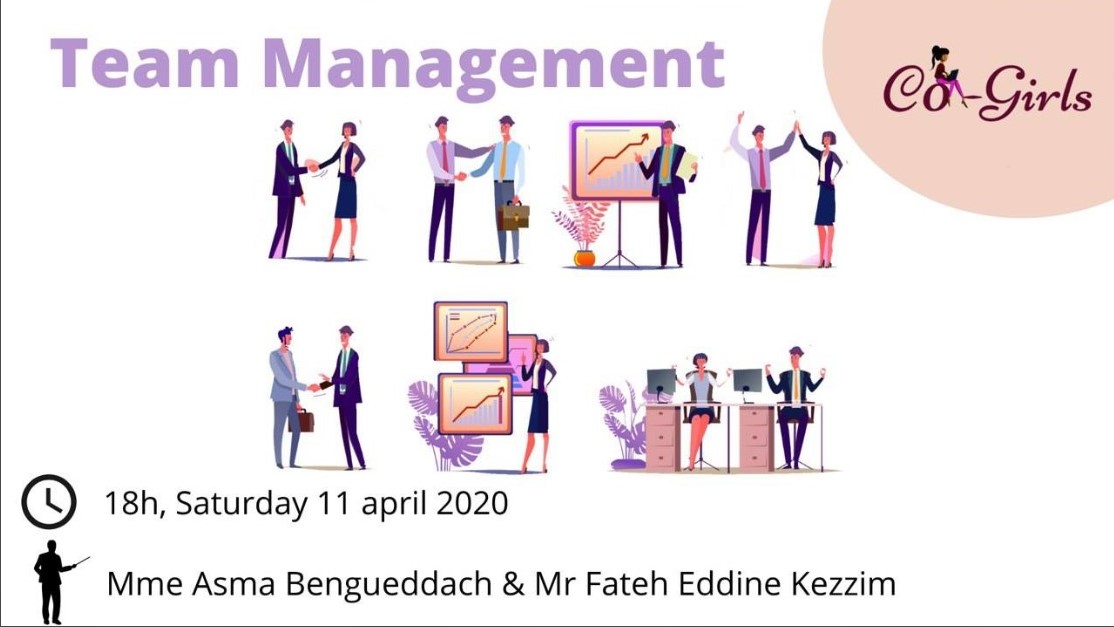 Team Management
Co-Girls
18h, Saturday 11 april 2020
Mme Asma Bengueddach & Mr Fateh Eddine Kezzim